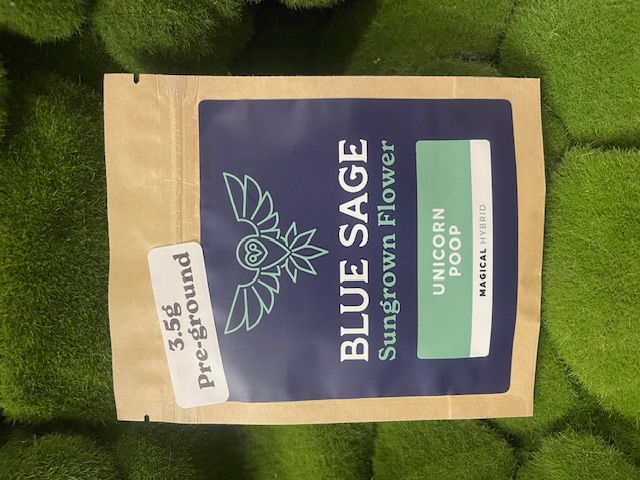 3.5g
Pre-ground
BLUE SAGE
Sungrown Flower
UNICORN
POOP
MAGICAL HYBRID